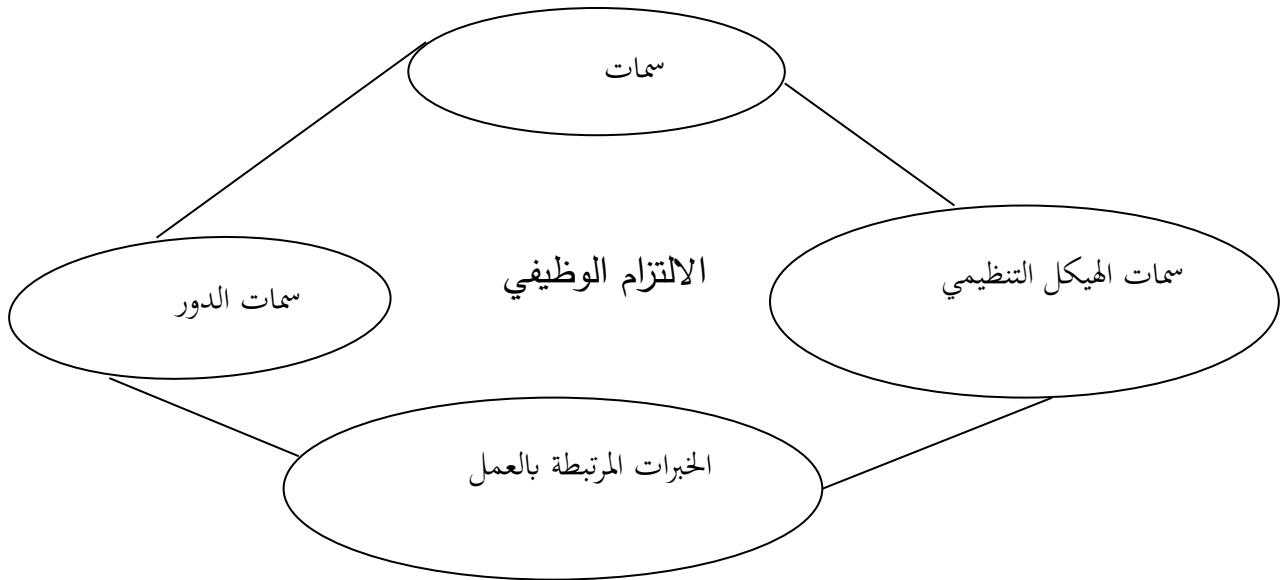 سمات
الالتزام الوظيفي
سمات الهيكل التنظيمي
سمات الدور
الخبرات المرتبطة بالعمل